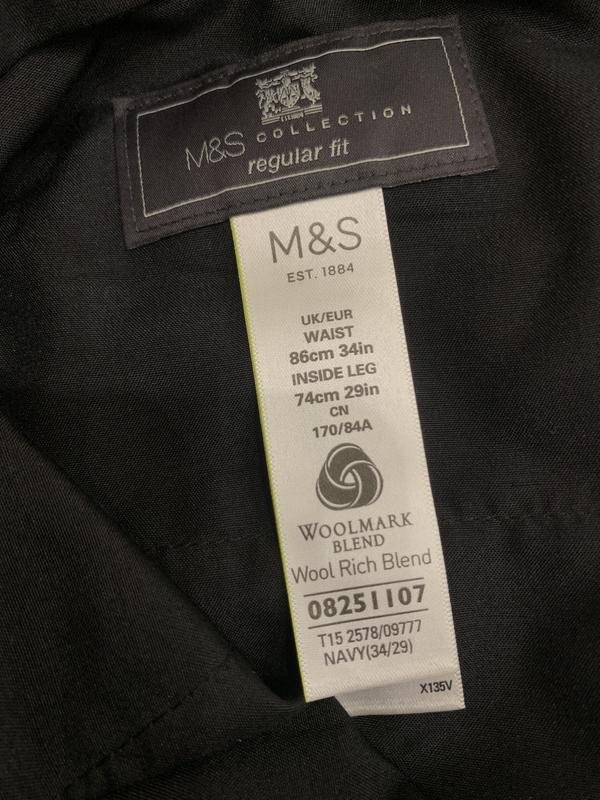 M&S COLLECTION
regular fit
M&S
EST. 1884
UK/EUR
WAIST
86cm 34in
INSIDE LEG
74cm 29in
CN
170/84A
WOOLMARK
BLEND
Wool Rich Blend
08251107
T15 2578/09777
NAVY(34/29)
X135V